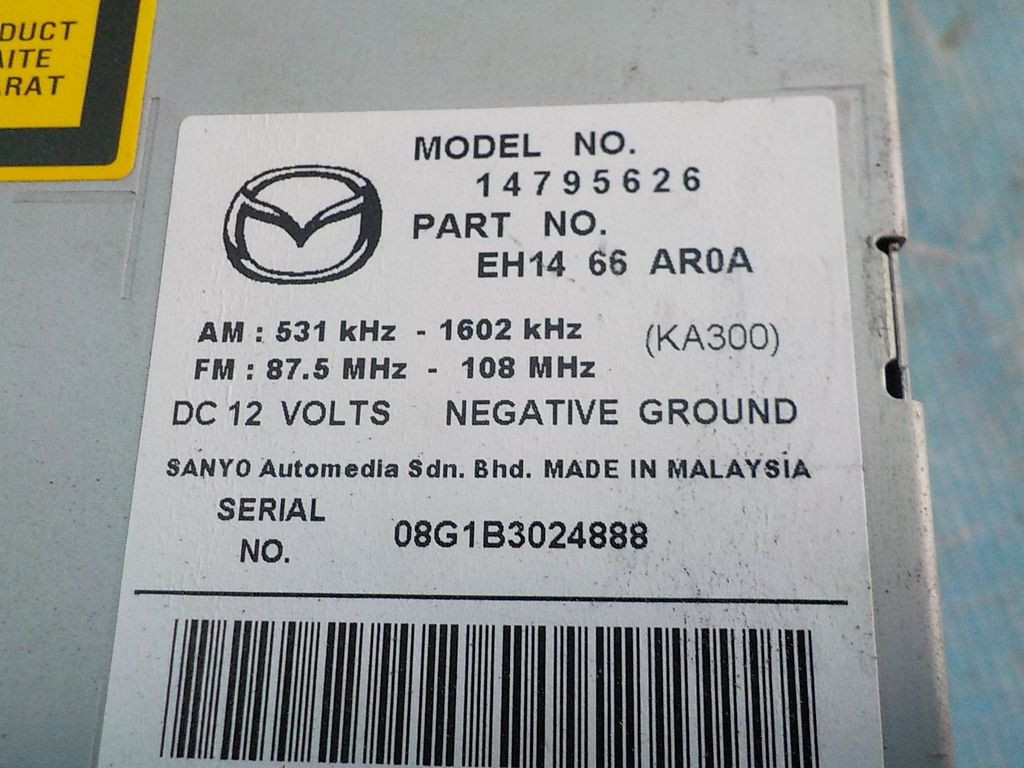 DUCT
AITE
RAT
MODEL NO.
14795626
PART NO.
EH14 66 AR0A
AM : 531 kHz - 1602 kHz
(KA300)
FM : 87.5 MHz - 108 MHz
DC 12 VOLTS NEGATIVE GROUND
SANYO Automedia Sdn. Bhd. MADE IN MALAYSIA
SERIAL
NO.
08G1B3024888